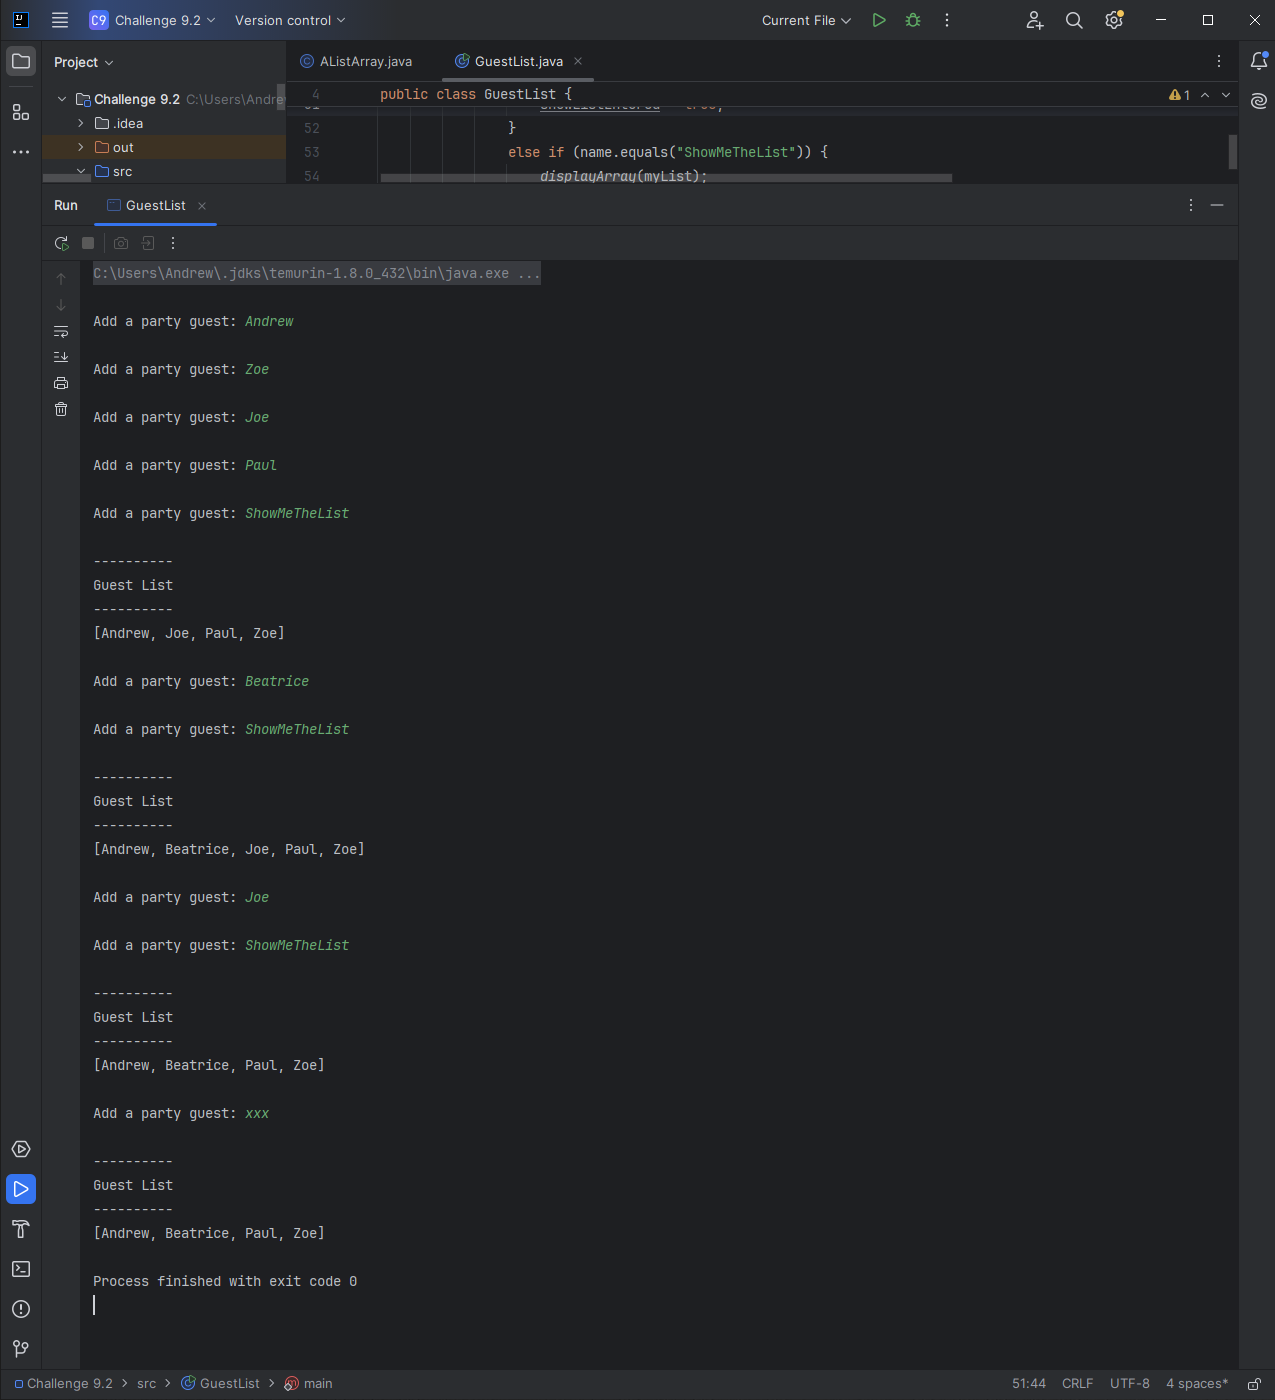 C9 Challenge 9.2 Version control Current File
Project
AListArray.java GuestList.java
Challenge 9.2 C:\Users\Andre
.idea
out
src
4 public class GuestList {
1
52 }
53 else if (name.equals("ShowMeTheList")) {
54 displayArray(myList);
Run GuestList
C:\Users\Andrew\.jdks\temurin-1.8.0_432\bin\java.exe ...
Add a party guest: Andrew
Add a party guest: Zoe
Add a party guest: Joe
Add a party guest: Paul
Add a party guest: ShowMeTheList
----------
Guest List
----------
[Andrew, Joe, Paul, Zoe]
Add a party guest: Beatrice
Add a party guest: ShowMeTheList
----------
Guest List
----------
[Andrew, Beatrice, Joe, Paul, Zoe]
Add a party guest: Joe
Add a party guest: ShowMeTheList
----------
Guest List
----------
[Andrew, Beatrice, Paul, Zoe]
Add a party guest: xxx
----------
Guest List
----------
[Andrew, Beatrice, Paul, Zoe]
Process finished with exit code 0
Challenge 9.2 > src > GuestList > main 51:44 CRLF UTF-8 4 spaces*